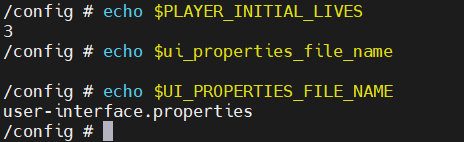 /config # echo $PLAYER_INITIAL_LIVES
3
/config # echo $ui_properties_file_name

/config # echo $UI_PROPERTIES_FILE_NAME
user-interface.properties
/config #